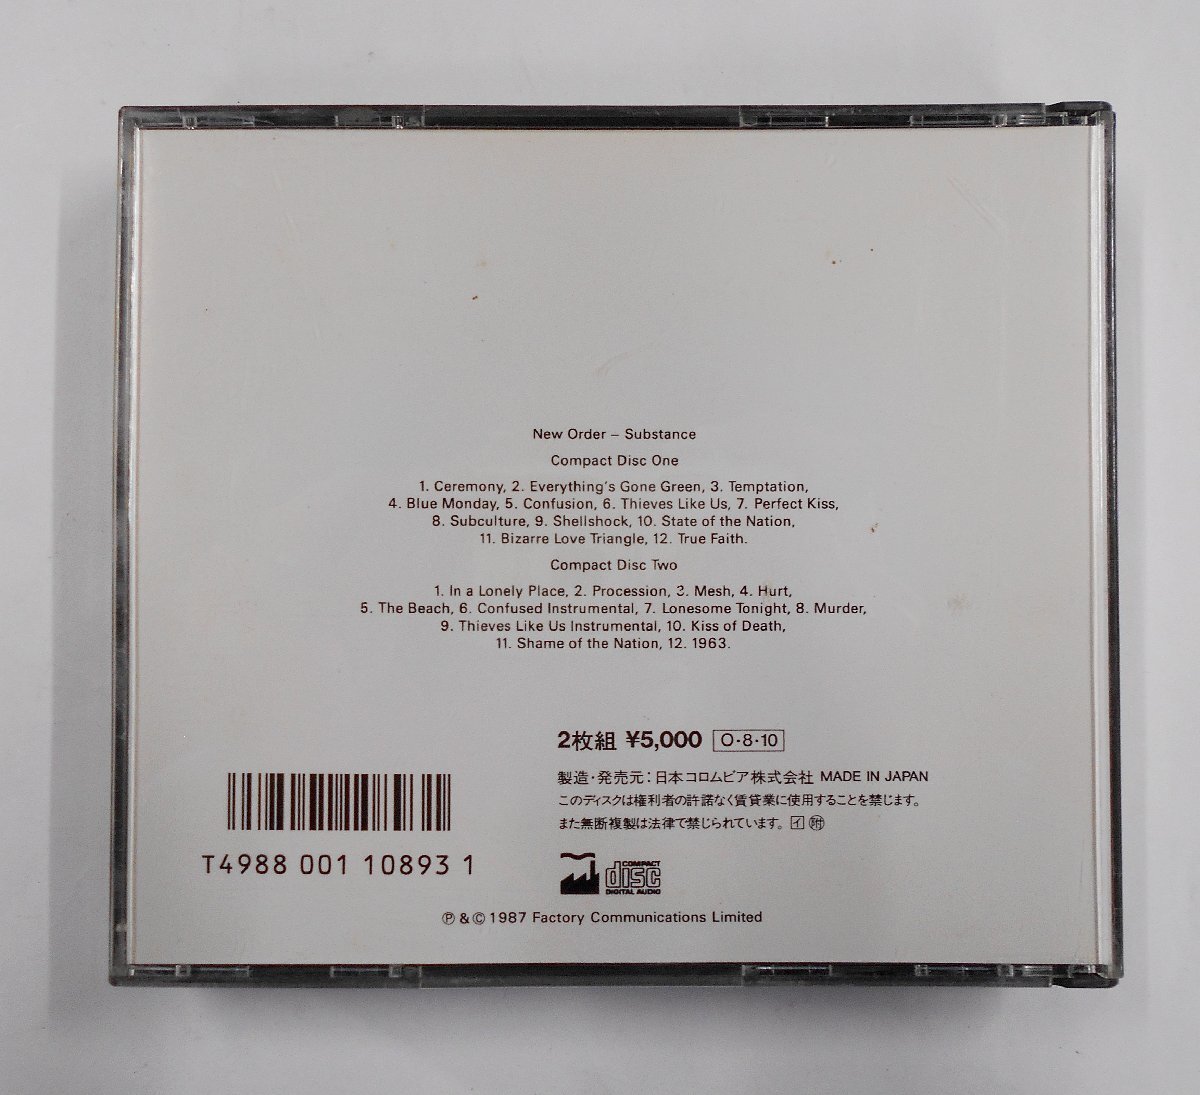 New Order – Substance
Compact Disc One
1. Ceremony, 2. Everything's Gone Green, 3. Temptation,
4. Blue Monday, 5. Confusion, 6. Thieves Like Us, 7. Perfect Kiss,
8. Subculture, 9. Shellshock, 10. State of the Nation,
11. Bizarre Love Triangle, 12. True Faith.
Compact Disc Two
1. In a Lonely Place, 2. Procession, 3. Mesh, 4. Hurt,
5. The Beach, 6. Confused Instrumental, 7. Lonesome Tonight, 8. Murder,
9. Thieves Like Us Instrumental, 10. Kiss of Death,
11. Shame of the Nation, 12. 1963.
2枚組 ¥5,000 O·8·10
製造・発売元：日本コロムビア株式会社 MADE IN JAPAN
このディスクは権利者の許諾なく賃貸業に使用することを禁じます。
また無断複製は法律で禁じられています。 イ ㈵
T4988 001 10893 1
COMPACT
disc
DIGITAL AUDIO
Ⓟ & © 1987 Factory Communications Limited